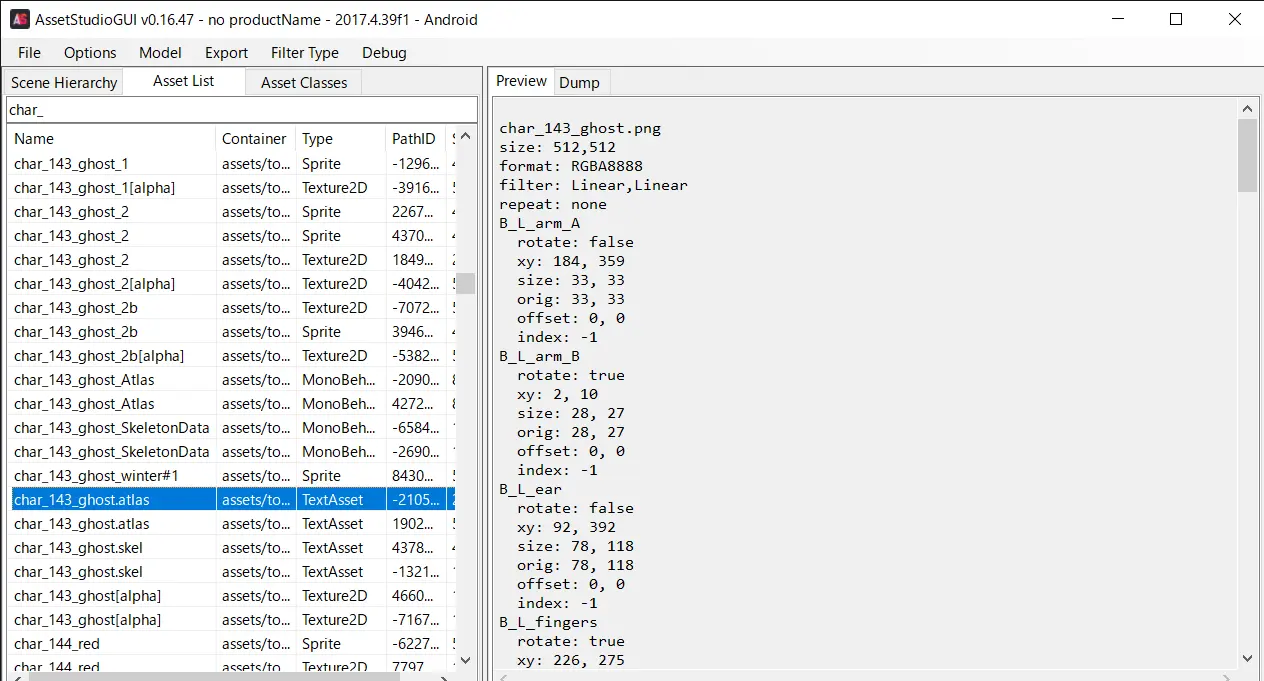 AS AssetStudioGUI v0.16.47 - no productName - 2017.4.39f1 - Android
File Options Model Export Filter Type Debug
Scene Hierarchy Asset List Asset Classes
char_
Name Container Type PathID
char_143_ghost_1 assets/to... Sprite -1296...
char_143_ghost_1[alpha] assets/to... Texture2D -3916...
char_143_ghost_2 assets/to... Sprite 2267...
char_143_ghost_2 assets/to... Sprite 4370...
char_143_ghost_2 assets/to... Texture2D 1849...
char_143_ghost_2[alpha] assets/to... Texture2D -4042...
char_143_ghost_2b assets/to... Texture2D -7072...
char_143_ghost_2b assets/to... Sprite 3946...
char_143_ghost_2b[alpha] assets/to... Texture2D -5382...
char_143_ghost_Atlas assets/to... MonoBeh... -2090...
char_143_ghost_Atlas assets/to... MonoBeh... 4272...
char_143_ghost_SkeletonData assets/to... MonoBeh... -6584...
char_143_ghost_SkeletonData assets/to... MonoBeh... -2690...
char_143_ghost_winter#1 assets/to... Sprite 8430...
char_143_ghost.atlas assets/to... TextAsset -2105...
char_143_ghost.atlas assets/to... TextAsset 1902...
char_143_ghost.skel assets/to... TextAsset 4378...
char_143_ghost.skel assets/to... TextAsset -1321...
char_143_ghost[alpha] assets/to... Texture2D 4660...
char_143_ghost[alpha] assets/to... Texture2D -7167...
char_144_red assets/to... Sprite -6227...
char_144_red assets/to... Texture2D 7797
Preview Dump
char_143_ghost.png
size: 512,512
format: RGBA8888
filter: Linear,Linear
repeat: none
B_L_arm_A
rotate: false
xy: 184, 359
size: 33, 33
orig: 33, 33
offset: 0, 0
index: -1
B_L_arm_B
rotate: true
xy: 2, 10
size: 28, 27
orig: 28, 27
offset: 0, 0
index: -1
B_L_ear
rotate: false
xy: 92, 392
size: 78, 118
orig: 78, 118
offset: 0, 0
index: -1
B_L_fingers
rotate: true
xy: 226, 275